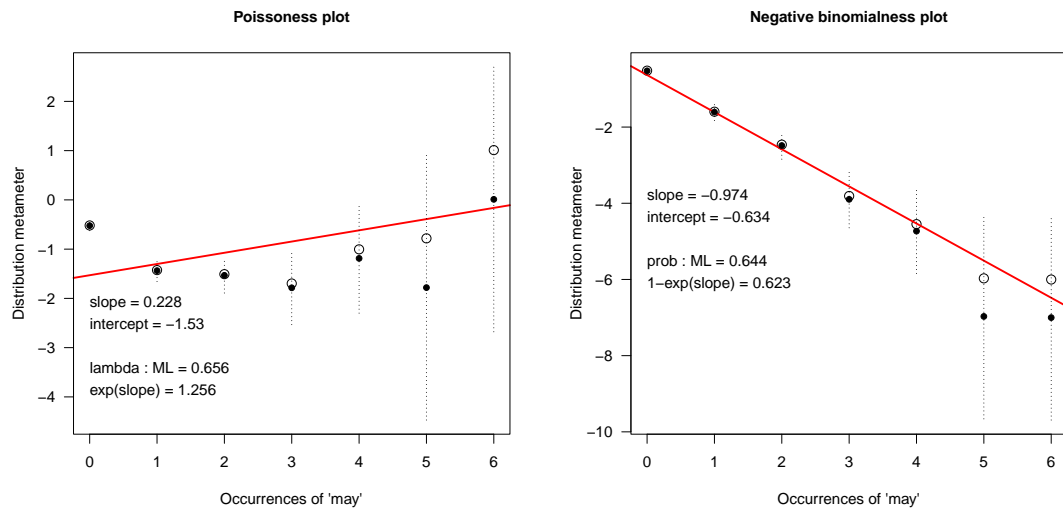 Poissoness plot
Distribution metameter
2
1
0
−1
−2
−3
−4
slope = 0.228
intercept = −1.53
lambda : ML = 0.656
exp(slope) = 1.256
0 1 2 3 4 5 6
Occurrences of 'may'
Negative binomialness plot
Distribution metameter
−2
−4
−6
−8
−10
slope = −0.974
intercept = −0.634
prob : ML = 0.644
1−exp(slope) = 0.623
0 1 2 3 4 5 6
Occurrences of 'may'